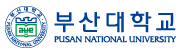 부산대학교
PUSAN NATIONAL UNIVERSITY